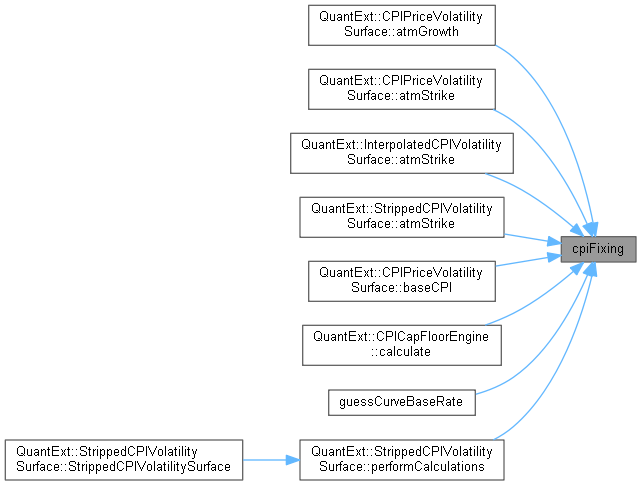 QuantExt::CPIPriceVolatility
Surface::atmGrowth
QuantExt::CPIPriceVolatility
Surface::atmStrike
QuantExt::InterpolatedCPIVolatility
Surface::atmStrike
QuantExt::StrippedCPIVolatility
Surface::atmStrike
cpiFixing
QuantExt::CPIPriceVolatility
Surface::baseCPI
QuantExt::CPICapFloorEngine
::calculate
guessCurveBaseRate
QuantExt::StrippedCPIVolatility
Surface::StrippedCPIVolatilitySurface
QuantExt::StrippedCPIVolatility
Surface::performCalculations